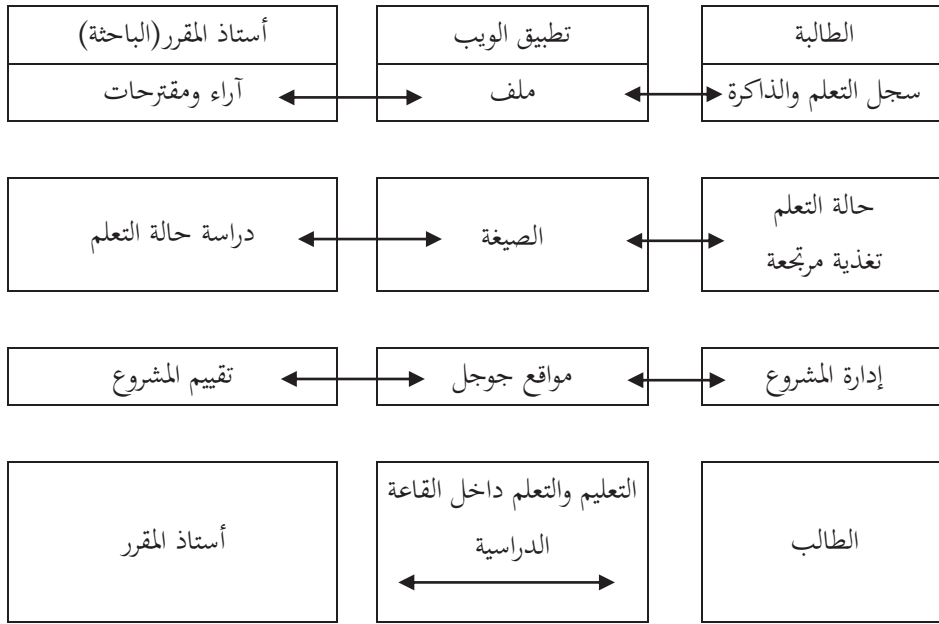 الطالبة
تطبيق الويب
أستاذ المقرر(الباحثة)
سجل التعلم والذاكرة
ملف
آراء ومقترحات
حالة التعلم
تغذية مرتجعة
الصيغة
دراسة حالة التعلم
إدارة المشروع
مواقع جوجل
تقييم المشروع
الطالب
التعليم والتعلم داخل القاعة
الدراسية
أستاذ المقرر